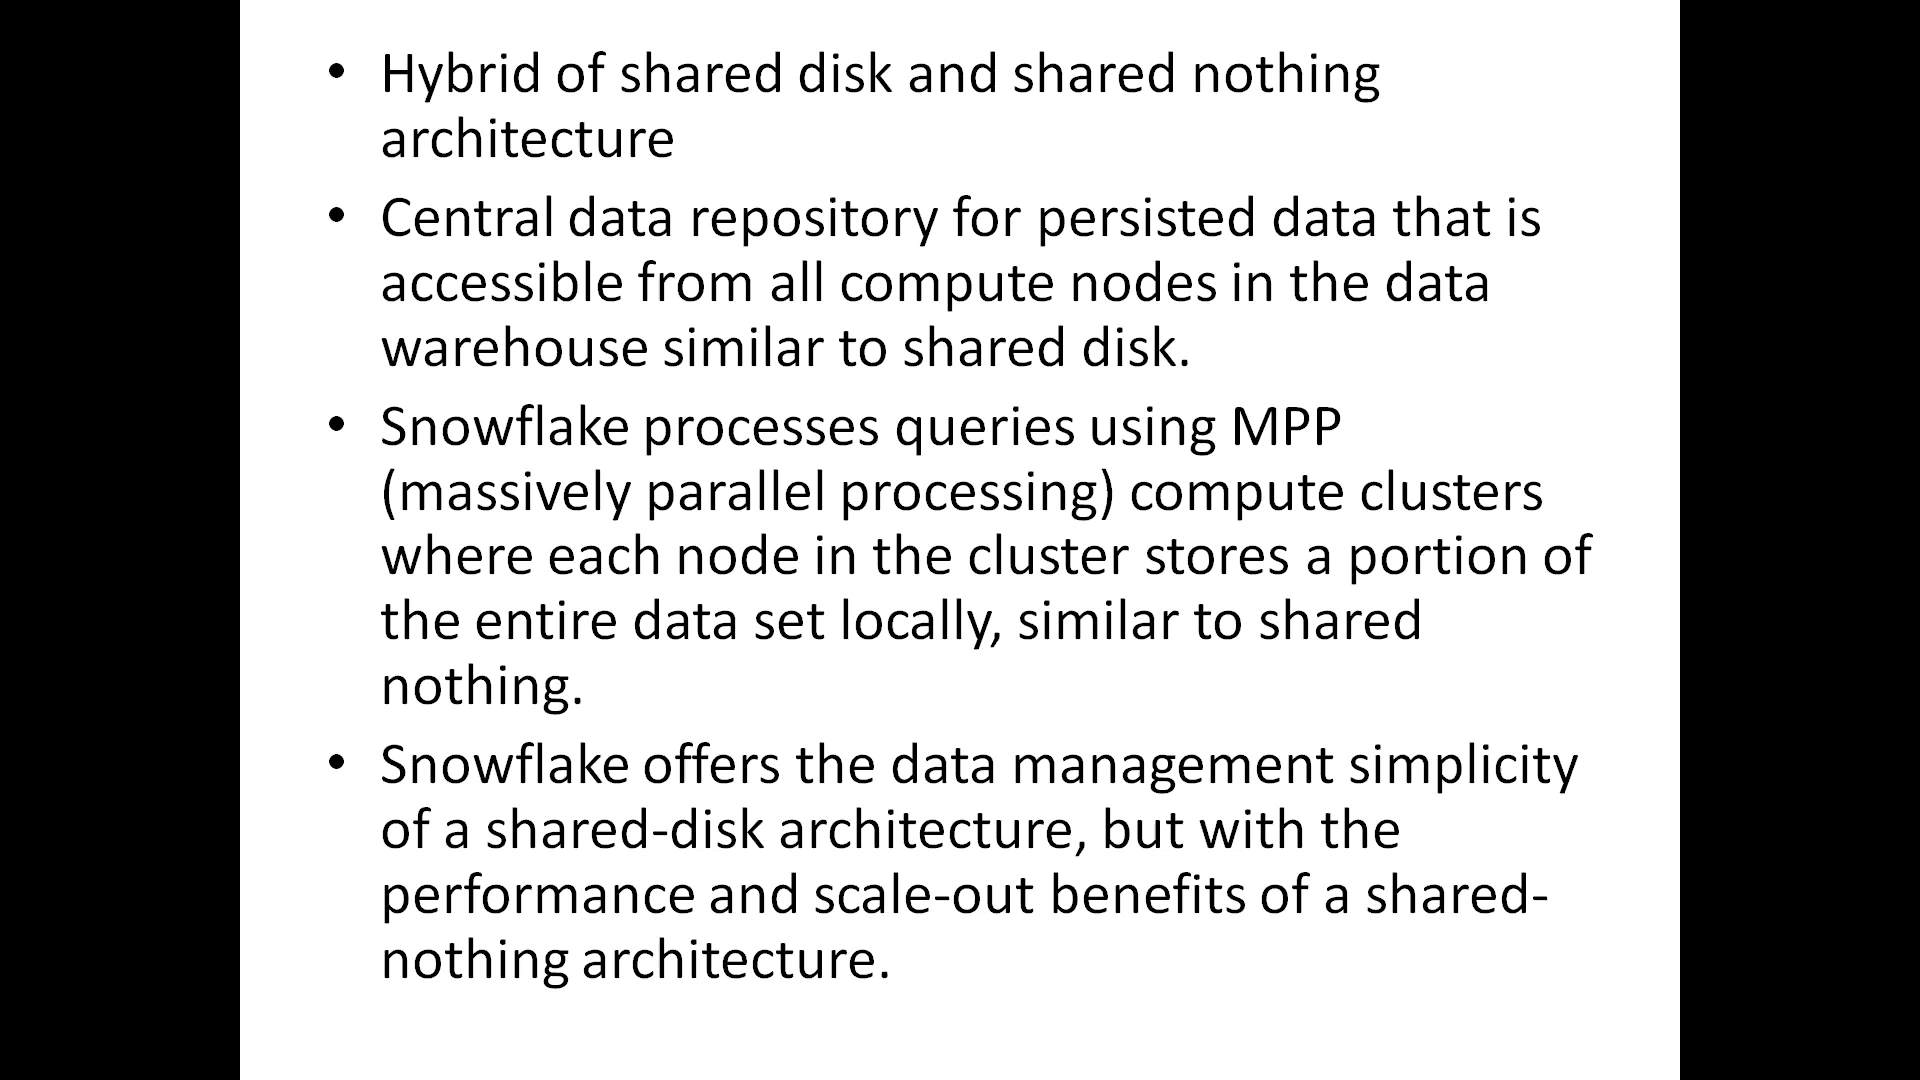 • Hybrid of shared disk and shared nothing
architecture
• Central data repository for persisted data that is
accessible from all compute nodes in the data
warehouse similar to shared disk.
• Snowflake processes queries using MPP
(massively parallel processing) compute clusters
where each node in the cluster stores a portion of
the entire data set locally, similar to shared
nothing.
• Snowflake offers the data management simplicity
of a shared-disk architecture, but with the
performance and scale-out benefits of a shared-
nothing architecture.